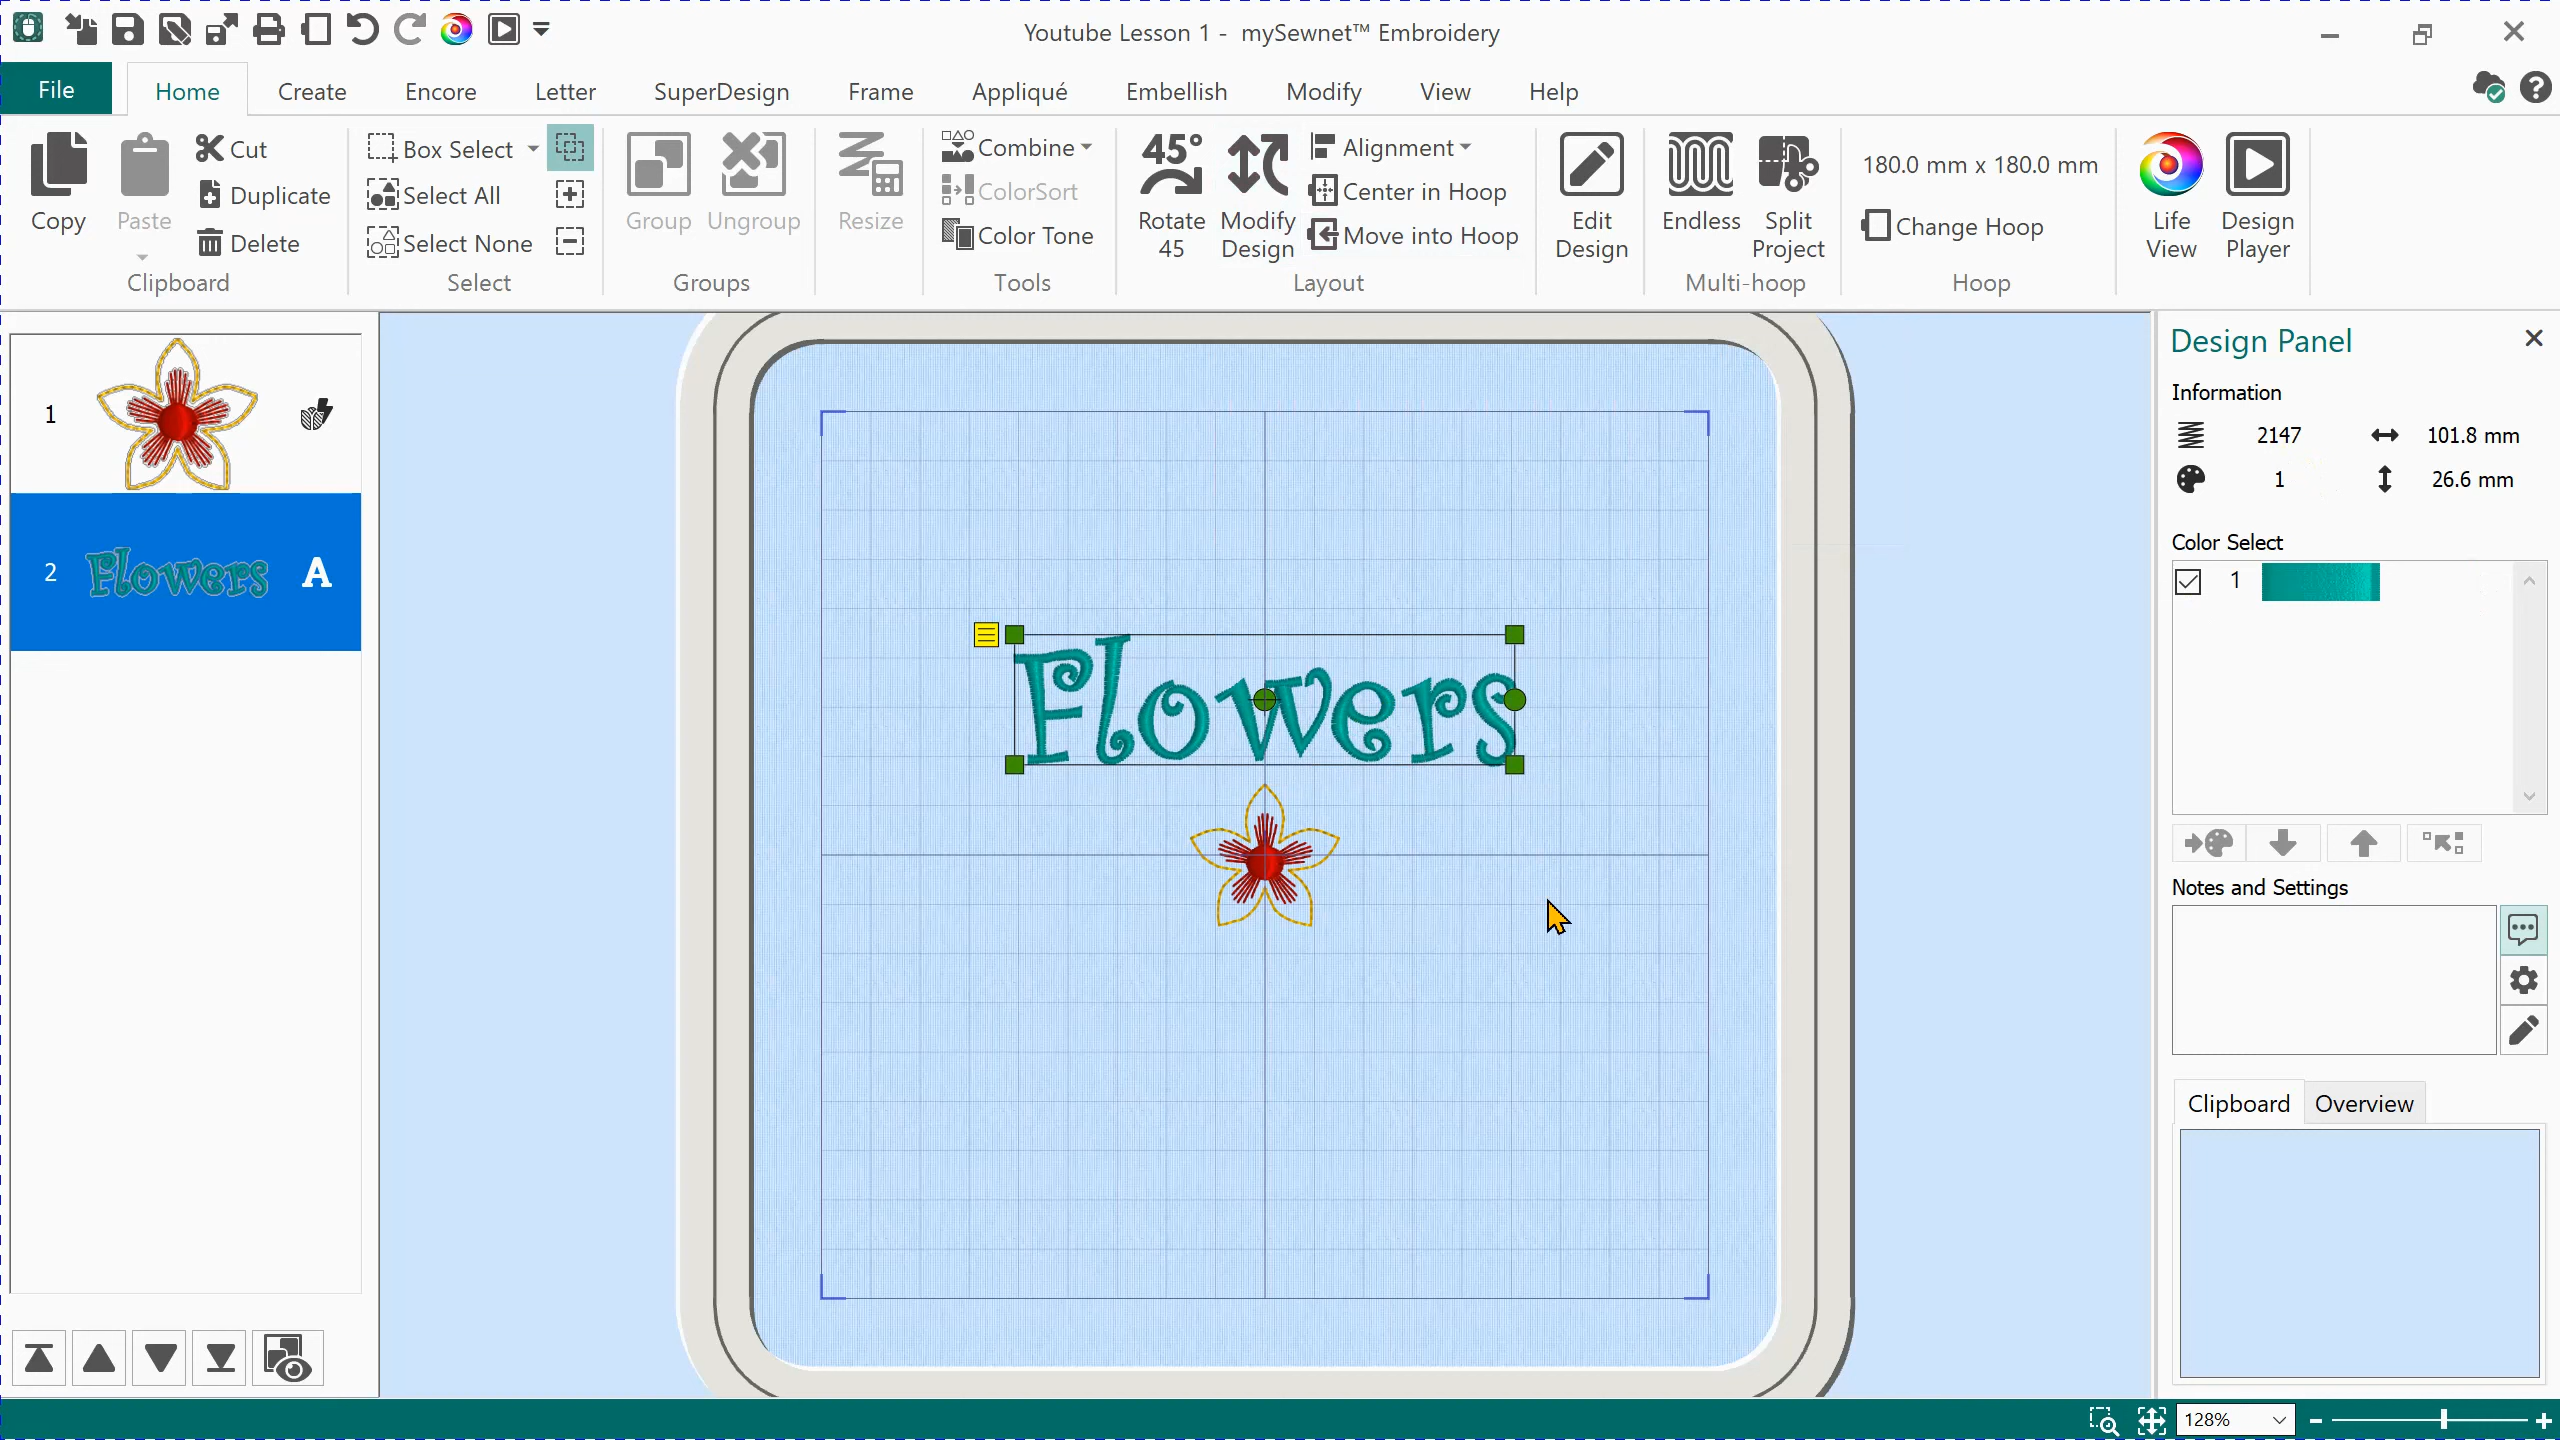 Youtube Lesson 1 - mySewnet™ Embroidery
File Home Create Encore Letter SuperDesign Frame Appliqué Embellish Modify View Help
Copy
Paste
Cut
Duplicate
Delete
Clipboard
Box Select
Select All
Select None
Select
Group
Ungroup
Groups
Resize
Combine
ColorSort
Color Tone
Tools
45°
Rotate
45
Modify
Design
Alignment
Center in Hoop
Move into Hoop
Layout
Edit
Design
Endless
Split
Project
Multi-hoop
180.0 mm x 180.0 mm
Change Hoop
Hoop
Life
View
Design
Player
1
2 Flowers A
Flowers
Design Panel
Information
2147 101.8 mm
1 26.6 mm
Color Select
1
Notes and Settings
Clipboard Overview
128%